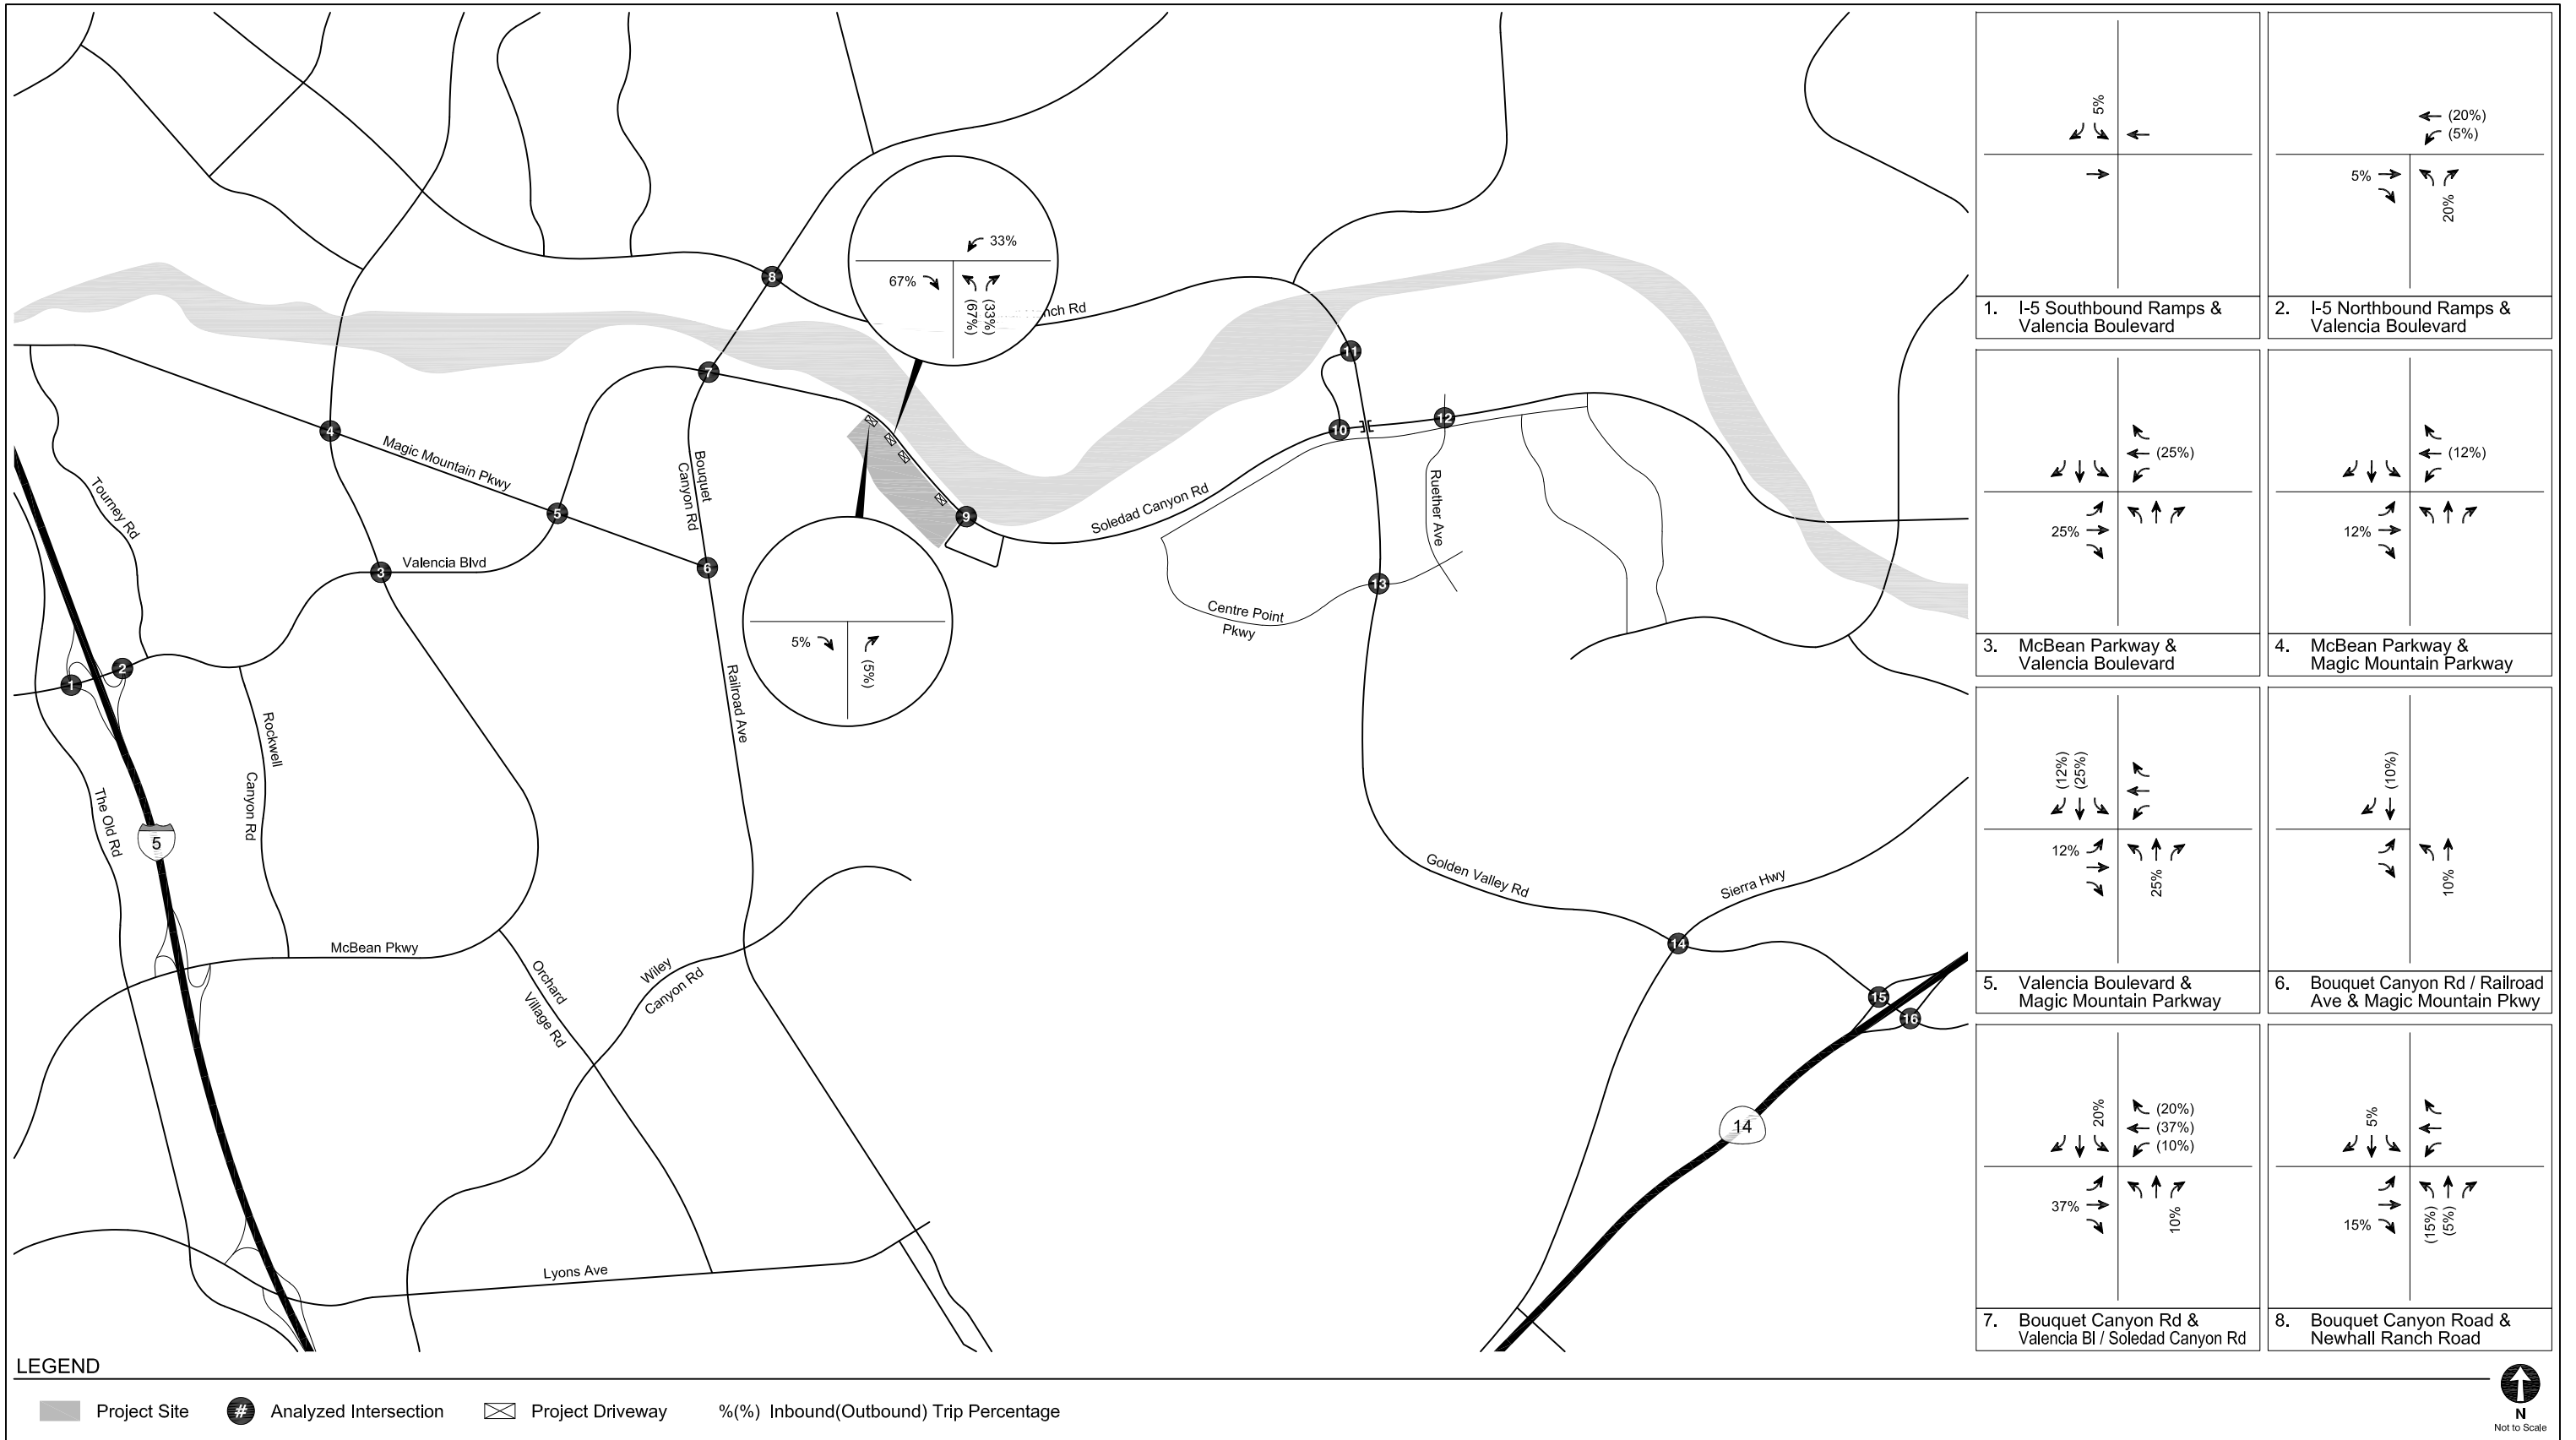 33%
67%
(67%)
(33%)
nch Rd
8
7
11
10
12
4
Magic Mountain Pkwy
5
Bouquet
Canyon Rd
9
Soledad Canyon Rd
Ruether Ave
Tourney Rd
3
Valencia Blvd
6
13
Centre Point
Pkwy
5%
(5%)
1
2
Railroad Ave
Rockwell
Canyon Rd
The Old Rd
5
McBean Pkwy
Orchard
Village Rd
Wiley
Canyon Rd
Golden Valley Rd
Sierra Hwy
14
15
16
14
Lyons Ave
5%
1. I-5 Southbound Ramps &
Valencia Boulevard
(20%)
(5%)
5%
20%
2. I-5 Northbound Ramps &
Valencia Boulevard
(25%)
25%
3. McBean Parkway &
Valencia Boulevard
(12%)
12%
4. McBean Parkway &
Magic Mountain Parkway
(12%)
(25%)
12%
25%
5. Valencia Boulevard &
Magic Mountain Parkway
(10%)
10%
6. Bouquet Canyon Rd / Railroad
Ave & Magic Mountain Pkwy
20%
(20%)
(37%)
(10%)
37%
10%
7. Bouquet Canyon Rd &
Valencia Bl / Soledad Canyon Rd
5%
15%
(15%)
(5%)
8. Bouquet Canyon Road &
Newhall Ranch Road
LEGEND
Project Site
# Analyzed Intersection
Project Driveway
%(%) Inbound(Outbound) Trip Percentage
N
Not to Scale